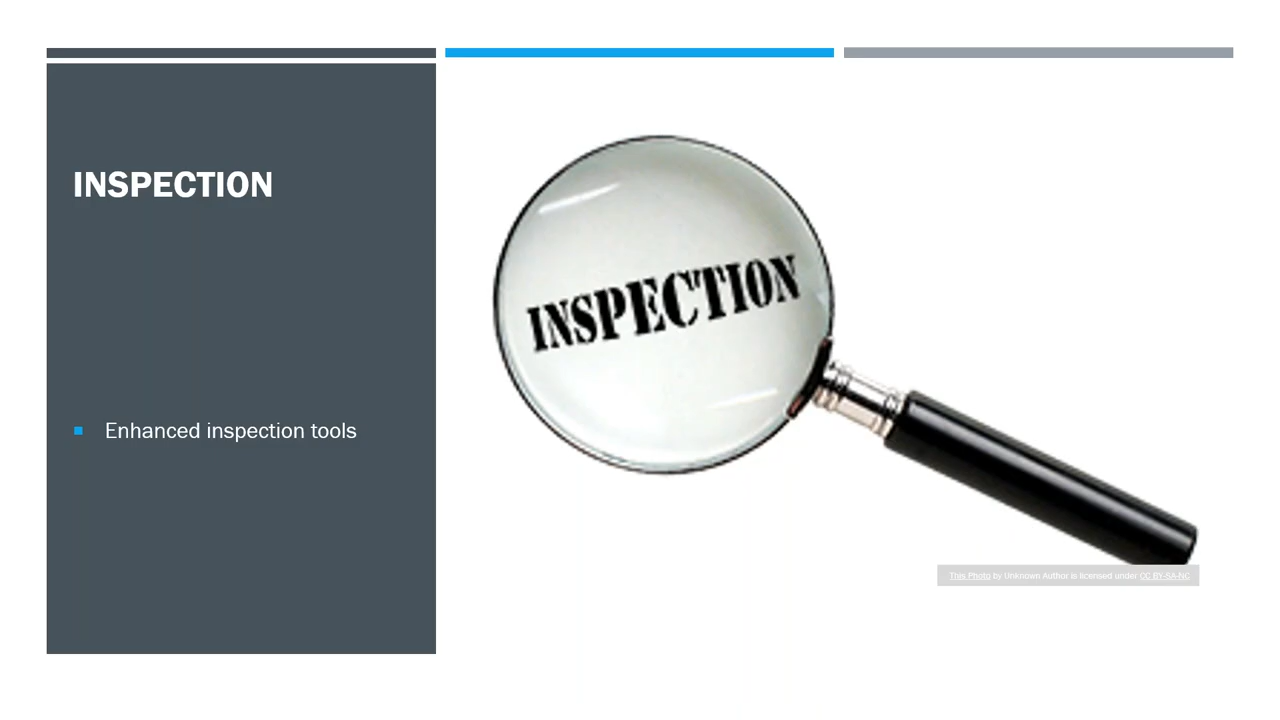 INSPECTION
Enhanced inspection tools
INSPECTION
This Photo by Unknown Author is licensed under CC BY-SA-NC